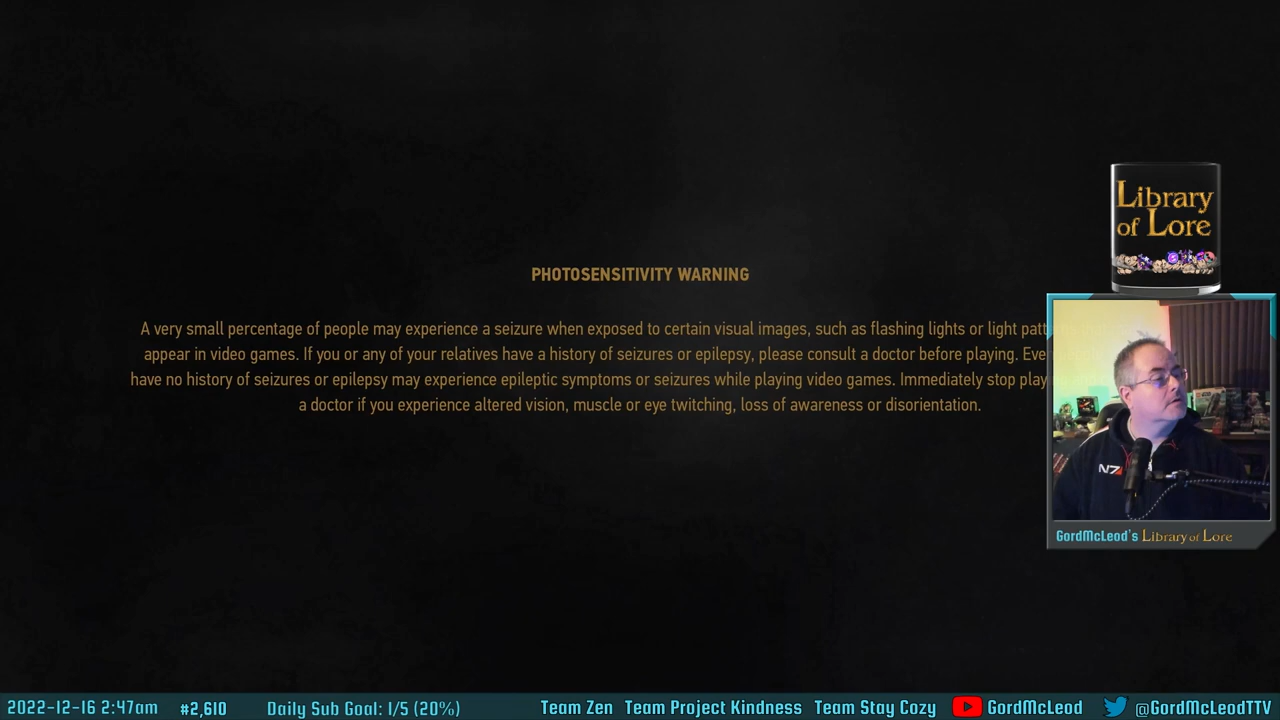 PHOTOSENSITIVITY WARNING
A very small percentage of people may experience a seizure when exposed to certain visual images, such as flashing lights or light
appear in video games. If you or any of your relatives have a history of seizures or epilepsy, please consult a doctor before playing.
have no history of seizures or epilepsy may experience epileptic symptoms or seizures while playing video games. Immediately stop
a doctor if you experience altered vision, muscle or eye twitching, loss of awareness or disorientation.
Library
of Lore
N7
GordMcLeod's Library of Lore
2022-12-16 2:47am #2,610 Daily Sub Goal: 1/5 (20%) Team Zen Team Project Kindness Team Stay Cozy GordMcLeod @GordMcLeodTTV